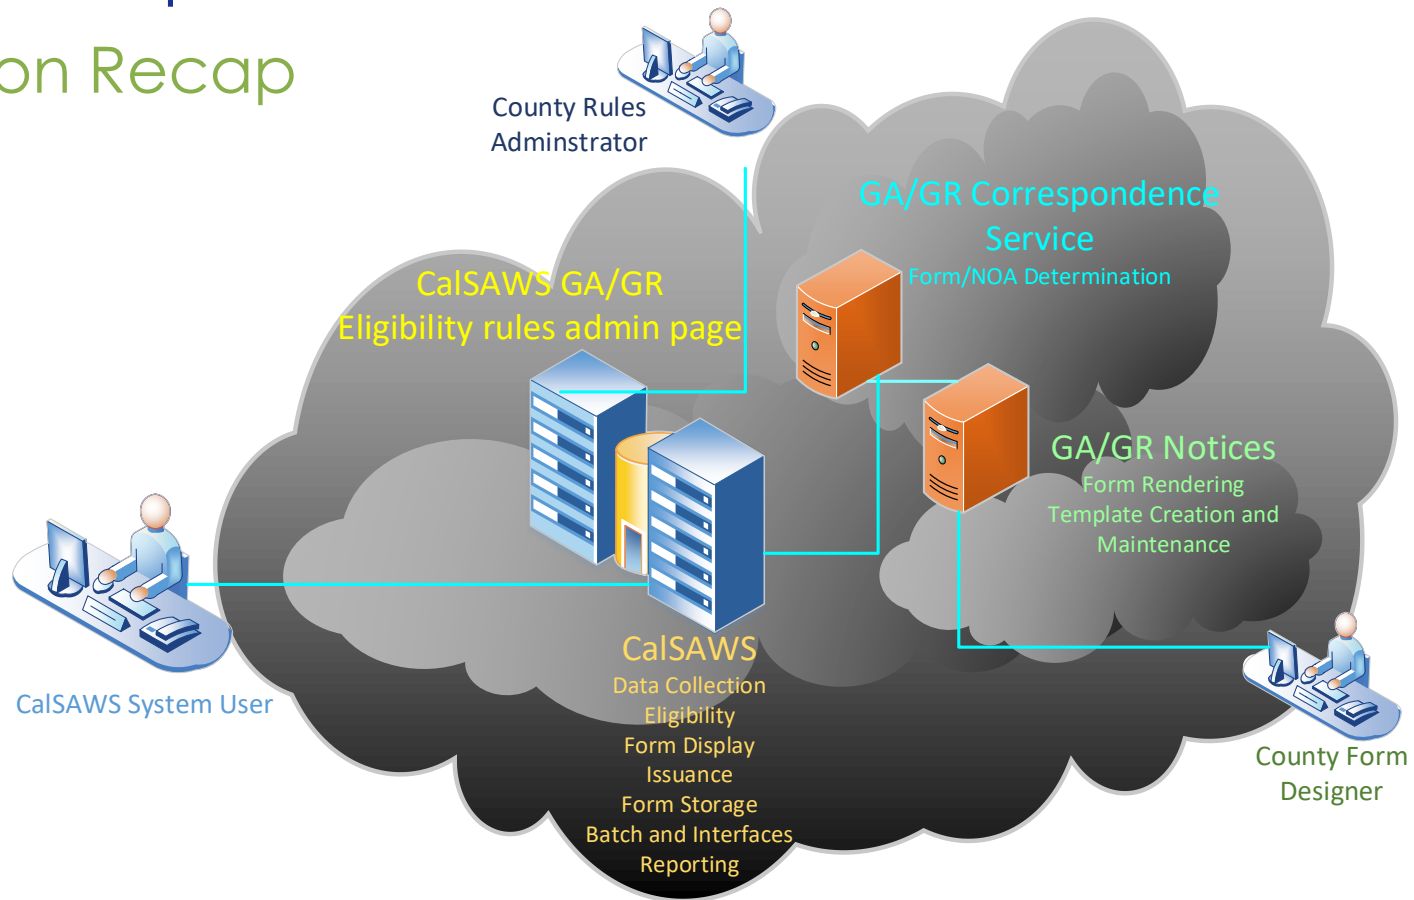 on Recap
County Rules
Adminstrator
GA/GR Correspondence
Service
Form/NOA Determination
CalSAWS GA/GR
Eligibility rules admin page
GA/GR Notices
Form Rendering
Template Creation and
Maintenance
CalSAWS System User
CalSAWS
Data Collection
Eligibility
Form Display
Issuance
Form Storage
Batch and Interfaces
Reporting
County Form
Designer